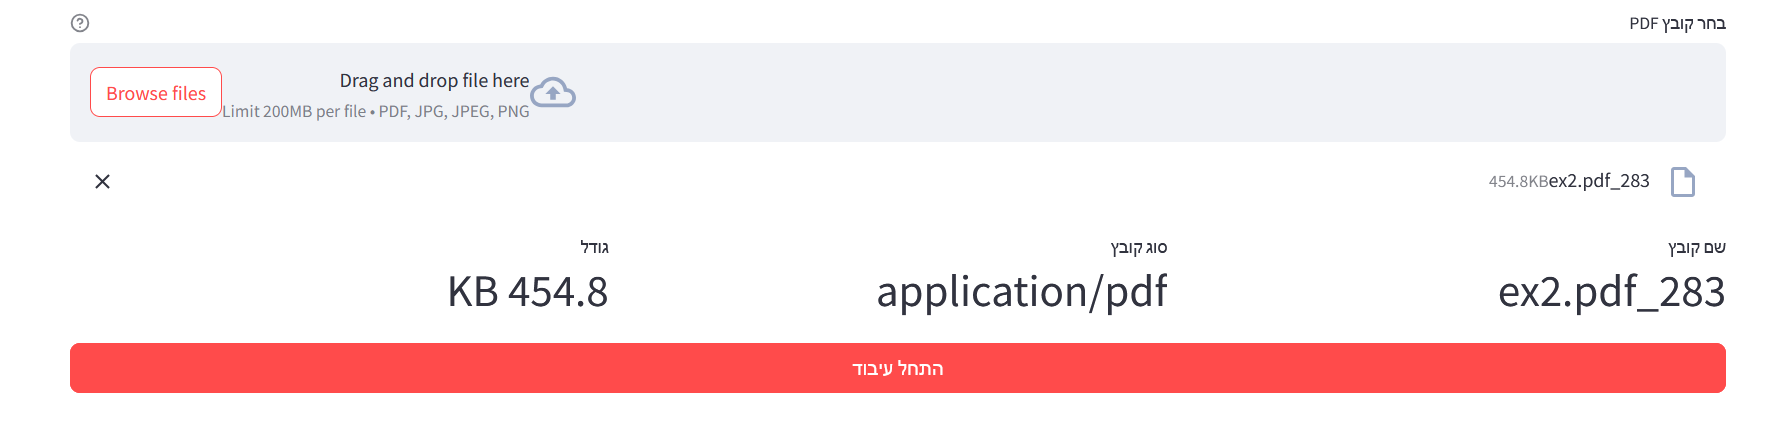 בחר קובץ PDF
Drag and drop file here
Limit 200MB per file • PDF, JPG, JPEG, PNG
Browse files
ex2.pdf_283 454.8KB
שם קובץ
ex2.pdf_283
סוג קובץ
application/pdf
גודל
KB 454.8
התחל עיבוד